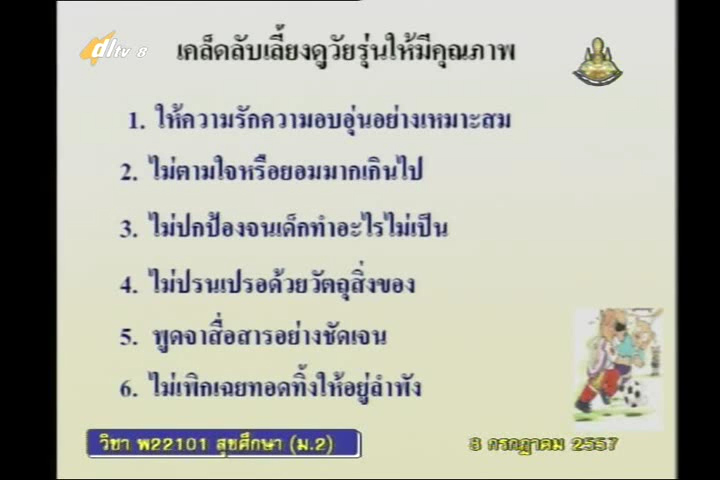 dltv 8
เคล็ดลับเลี้ยงดูวัยรุ่นให้มีคุณภาพ
1. ให้ความรักความอบอุ่นอย่างเหมาะสม
2. ไม่ตามใจหรือยอมมากเกินไป
3. ไม่ปกป้องจนเด็กทำอะไรไม่เป็น
4. ไม่ปรนเปรอด้วยวัตถุสิ่งของ
5. พูดจาสื่อสารอย่างชัดเจน
6. ไม่เพิกเฉยทอดทิ้งให้อยู่ลำพัง
วิชา พ22101 สุขศึกษา (ม.2)
8 กรกฎาคม 2557